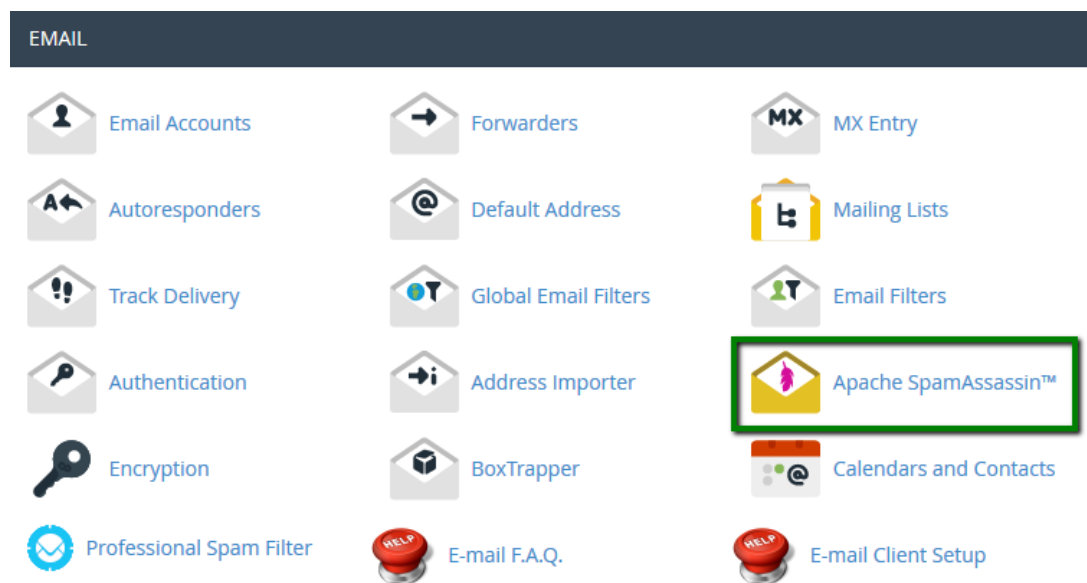 EMAIL
Email Accounts
Forwarders
MX
MX Entry
A
Autoresponders
@
Default Address
Mailing Lists
!!
Track Delivery
Global Email Filters
Email Filters
Authentication
i
Address Importer
Apache SpamAssassin™
Encryption
BoxTrapper
@
Calendars and Contacts
Professional Spam Filter
HELP
E-mail F.A.Q.
HELP
E-mail Client Setup